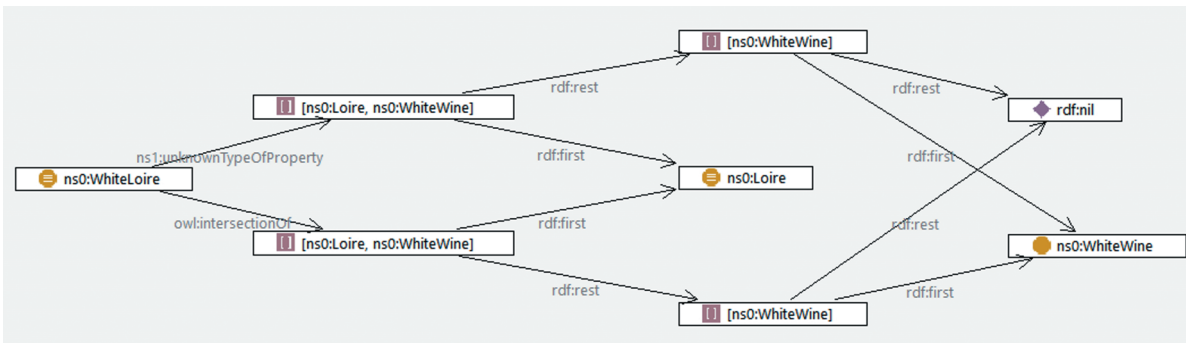 [ ] [ns0:WhiteWine]
rdf:rest
rdf:rest
[ ] [ns0:Loire, ns0:WhiteWine]
rdf:nil
ns1:unknownTypeOfProperty
rdf:first
rdf:first
ns0:WhiteLoire
ns0:Loire
owl:intersectionOf
rdf:first
rdf:rest
[ ] [ns0:Loire, ns0:WhiteWine]
ns0:WhiteWine
rdf:rest
rdf:first
[ ] [ns0:WhiteWine]